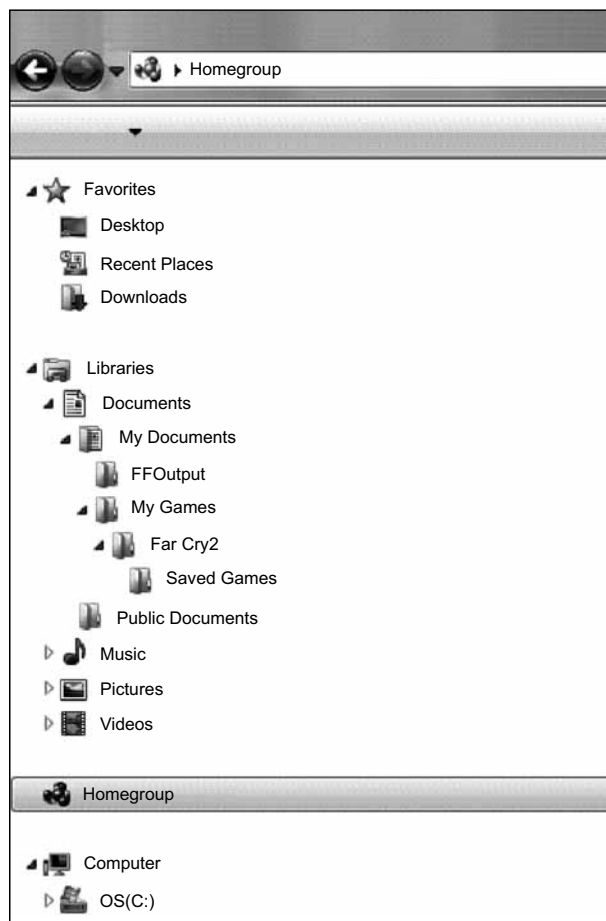 Homegroup
Favorites
Desktop
Recent Places
Downloads
Libraries
Documents
My Documents
FFOutput
My Games
Far Cry2
Saved Games
Public Documents
Music
Pictures
Videos
Homegroup
Computer
OS(C:)